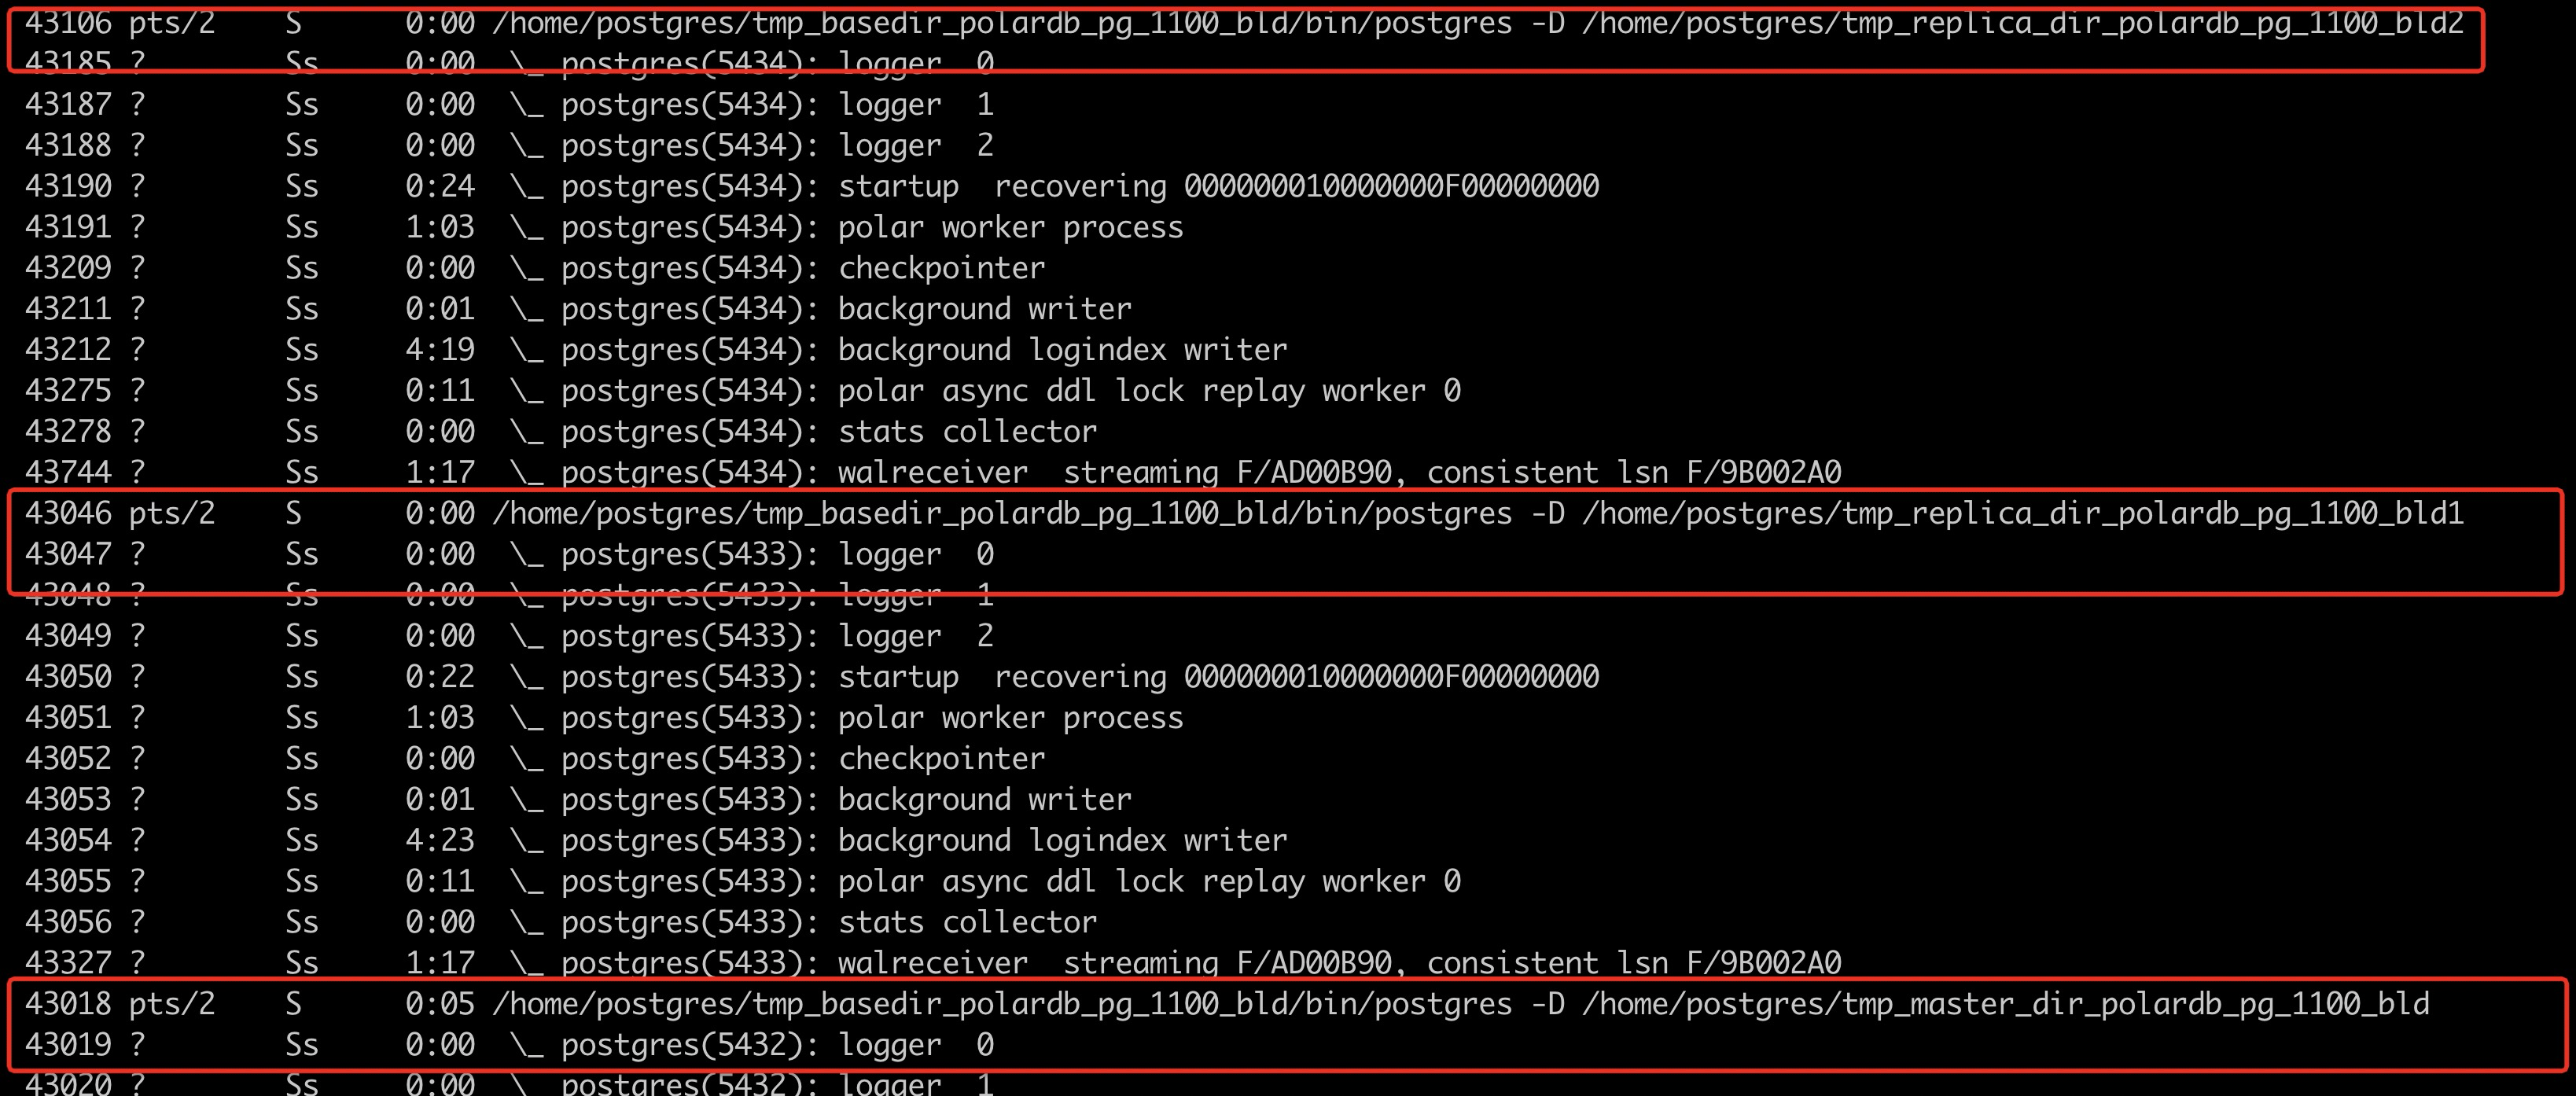 43106 pts/2    S      0:00 /home/postgres/tmp_basedir_polardb_pg_1100_bld/bin/postgres -D /home/postgres/tmp_replica_dir_polardb_pg_1100_bld2
43185 ?        Ss     0:00  \_ postgres(5434): logger  0
43187 ?        Ss     0:00  \_ postgres(5434): logger  1
43188 ?        Ss     0:00  \_ postgres(5434): logger  2
43190 ?        Ss     0:24  \_ postgres(5434): startup  recovering 000000010000000F00000000
43191 ?        Ss     1:03  \_ postgres(5434): polar worker process
43209 ?        Ss     0:00  \_ postgres(5434): checkpointer
43211 ?        Ss     0:01  \_ postgres(5434): background writer
43212 ?        Ss     4:19  \_ postgres(5434): background logindex writer
43275 ?        Ss     0:11  \_ postgres(5434): polar async ddl lock replay worker 0
43278 ?        Ss     0:00  \_ postgres(5434): stats collector
43744 ?        Ss     1:17  \_ postgres(5434): walreceiver  streaming F/AD00B90, consistent lsn F/9B002A0
43046 pts/2    S      0:00 /home/postgres/tmp_basedir_polardb_pg_1100_bld/bin/postgres -D /home/postgres/tmp_replica_dir_polardb_pg_1100_bld1
43047 ?        Ss     0:00  \_ postgres(5433): logger  0
43048 ?        Ss     0:00  \_ postgres(5433): logger  1
43049 ?        Ss     0:00  \_ postgres(5433): logger  2
43050 ?        Ss     0:22  \_ postgres(5433): startup  recovering 000000010000000F00000000
43051 ?        Ss     1:03  \_ postgres(5433): polar worker process
43052 ?        Ss     0:00  \_ postgres(5433): checkpointer
43053 ?        Ss     0:01  \_ postgres(5433): background writer
43054 ?        Ss     4:23  \_ postgres(5433): background logindex writer
43055 ?        Ss     0:11  \_ postgres(5433): polar async ddl lock replay worker 0
43056 ?        Ss     0:00  \_ postgres(5433): stats collector
43327 ?        Ss     1:17  \_ postgres(5433): walreceiver  streaming F/AD00B90, consistent lsn F/9B002A0
43018 pts/2    S      0:05 /home/postgres/tmp_basedir_polardb_pg_1100_bld/bin/postgres -D /home/postgres/tmp_master_dir_polardb_pg_1100_bld
43019 ?        Ss     0:00  \_ postgres(5432): logger  0
43020 ?        Ss     0:00  \_ postgres(5432): logger  1